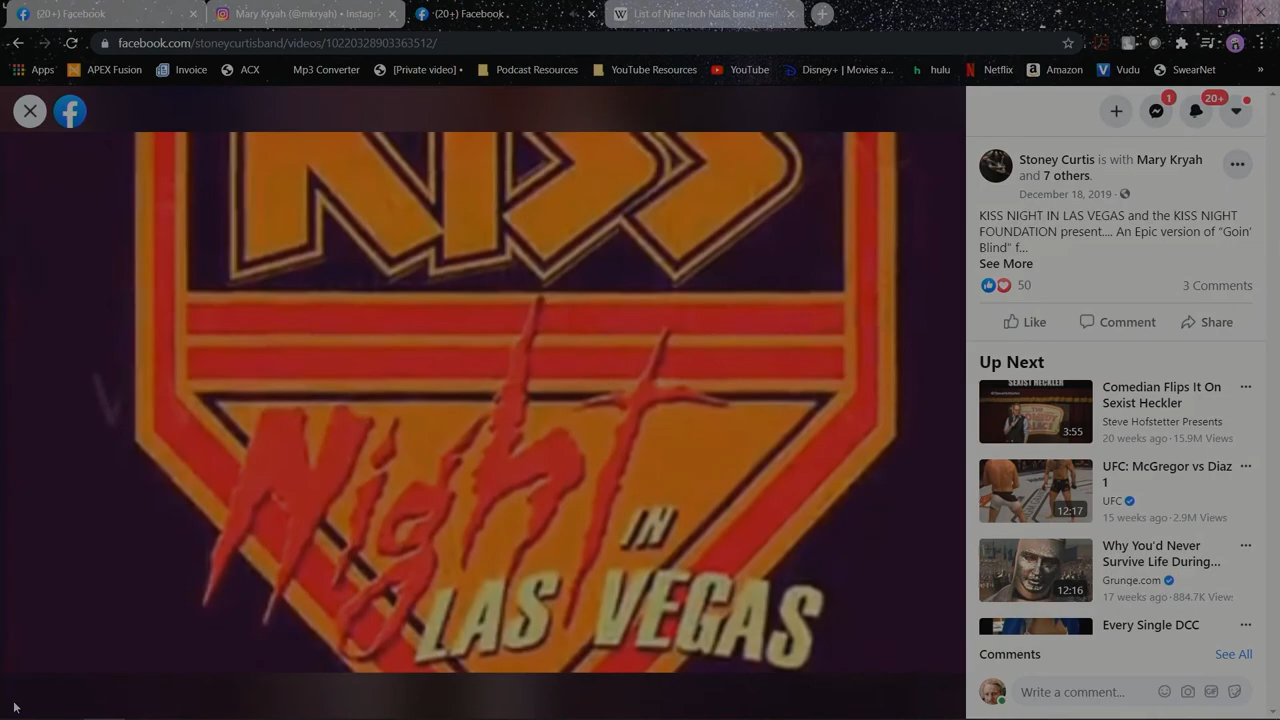 (20+) Facebook
Mary Kryah (@mkryah) • Instag
(20+) Facebook
List of Nine Inch Nails band mem
facebook.com/stoneycurtisband/videos/10220328903363512/
Apps
APEX Fusion
Invoice
ACX
Mp3 Converter
[Private video] •
Podcast Resources
YouTube Resources
YouTube
Disney+ | Movies a...
hulu
Netflix
Amazon
Vudu
SwearNet
»
KISS
Night
IN
LAS VEGAS
1
20+
Stoney Curtis is with Mary Kryah
and 7 others.
December 18, 2019 ·
KISS NIGHT IN LAS VEGAS and the KISS NIGHT
FOUNDATION present.... An Epic version of “Goin’
Blind” f...
See More
50
3 Comments
Like
Comment
Share
Up Next
SEXIST HECKLER
3:55
Comedian Flips It On
Sexist Heckler
Steve Hofstetter Presents
20 weeks ago · 15.9M Views
12:17
UFC: McGregor vs Diaz
1
UFC
15 weeks ago · 2.9M Views
12:16
Why You'd Never
Survive Life During...
Grunge.com
17 weeks ago · 884.7K Views
Every Single DCC
Comments
See All
Write a comment...